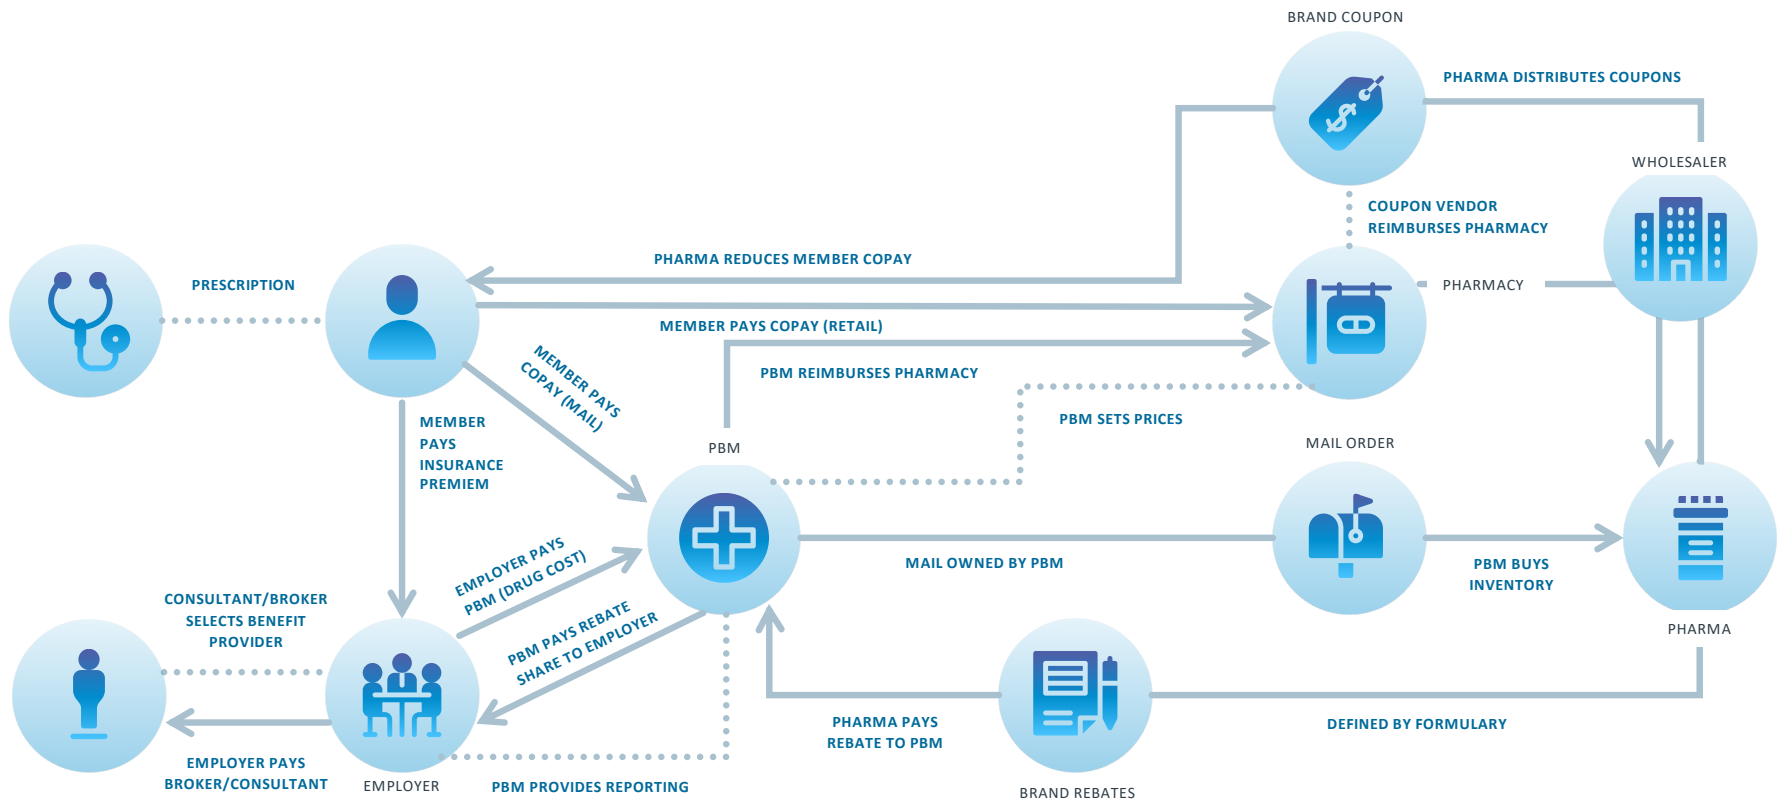 BRAND COUPON
PHARMA DISTRIBUTES COUPONS
WHOLESALER
COUPON VENDOR
REIMBURSES PHARMACY
PHARMA REDUCES MEMBER COPAY
PRESCRIPTION
PHARMACY
MEMBER PAYS COPAY (RETAIL)
MEMBER PAYS
COPAY (MAIL)
PBM REIMBURSES PHARMACY
PBM SETS PRICES
MEMBER
PAYS
INSURANCE
PREMIEM
PBM
MAIL ORDER
EMPLOYER PAYS
PBM (DRUG COST)
MAIL OWNED BY PBM
PBM BUYS
INVENTORY
CONSULTANT/BROKER
SELECTS BENEFIT
PROVIDER
PBM PAYS REBATE
SHARE TO EMPLOYER
PHARMA
PHARMA PAYS
REBATE TO PBM
DEFINED BY FORMULARY
EMPLOYER PAYS
BROKER/CONSULTANT
EMPLOYER
PBM PROVIDES REPORTING
BRAND REBATES